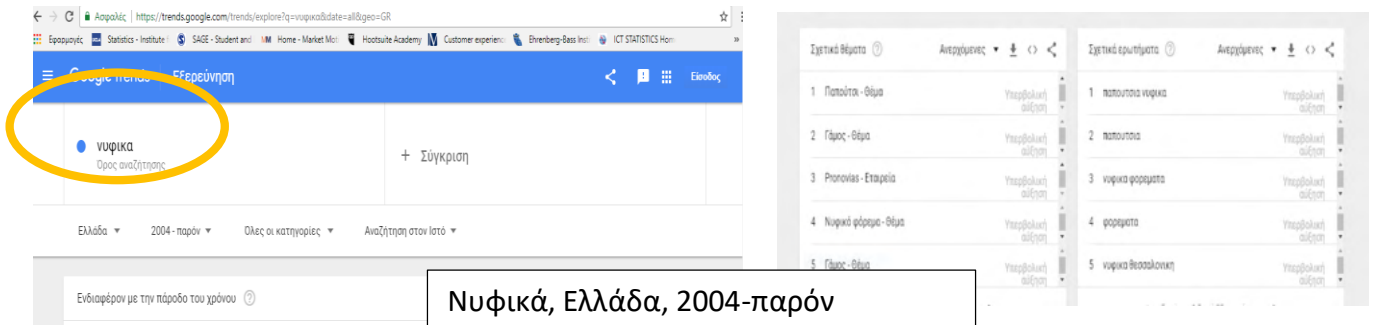 Ασφαλές | https://trends.google.com/trends/explore?q=νυφικα&date=all&geo=GR
Εφαρμογές Statistics - Institute SAGE - Student and MM Home - Market Mot Hootsuite Academy Customer experienc Ehrenberg-Bass Inst ICT STATISTICS Hom »
Google Trends Εξερεύνηση Είσοδος
νυφικα
Όρος αναζήτησης
+ Σύγκριση
Ελλάδα 2004 - παρόν Όλες οι κατηγορίες Αναζήτηση στον Ιστό
Ενδιαφέρον με την πάροδο του χρόνου
Νυφικά, Ελλάδα, 2004-παρόν
Σχετικά θέματα Ανερχόμενες
1 Παπούτσι - Θέμα Υπερβολική αύξηση
2 Γάμος - Θέμα Υπερβολική αύξηση
3 Pronovias - Εταιρεία Υπερβολική αύξηση
4 Νυφικό φόρεμα - Θέμα Υπερβολική αύξηση
5 Γάμος - Θέμα Υπερβολική αύξηση
Σχετικά ερωτήματα Ανερχόμενες
1 παπουτσια νυφικα Υπερβολική αύξηση
2 παπουτσια Υπερβολική αύξηση
3 νυφικα φορεματα Υπερβολική αύξηση
4 φορεματα Υπερβολική αύξηση
5 νυφικα θεσσαλονικη Υπερβολική αύξηση